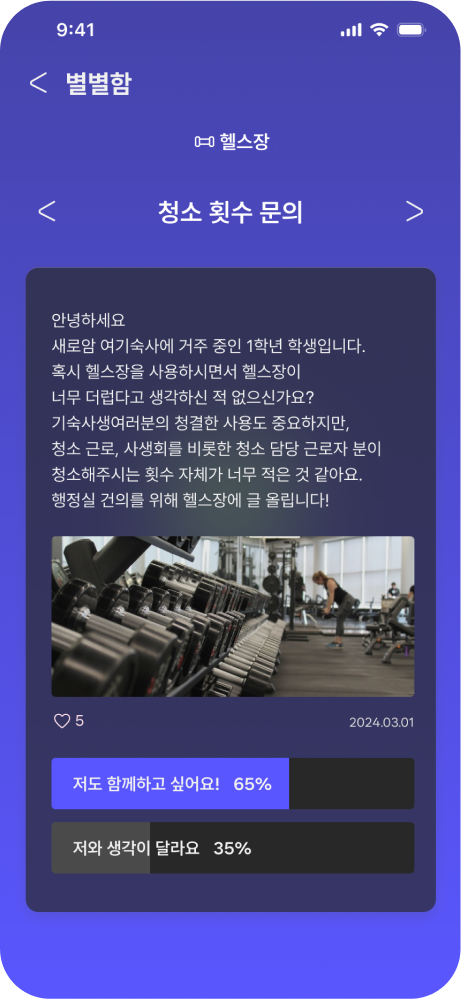 9:41
별별함
헬스장
청소 횟수 문의
안녕하세요
새로암 여기숙사에 거주 중인 1학년 학생입니다.
혹시 헬스장을 사용하시면서 헬스장이
너무 더럽다고 생각하신 적 없으신가요?
기숙사생여러분의 청결한 사용도 중요하지만,
청소 근로, 사생회를 비롯한 청소 담당 근로자 분이
청소해주시는 횟수 자체가 너무 적은 것 같아요.
행정실 건의를 위해 헬스장에 글 올립니다!
5
2024.03.01
저도 함께하고 싶어요! 65%
저와 생각이 달라요 35%